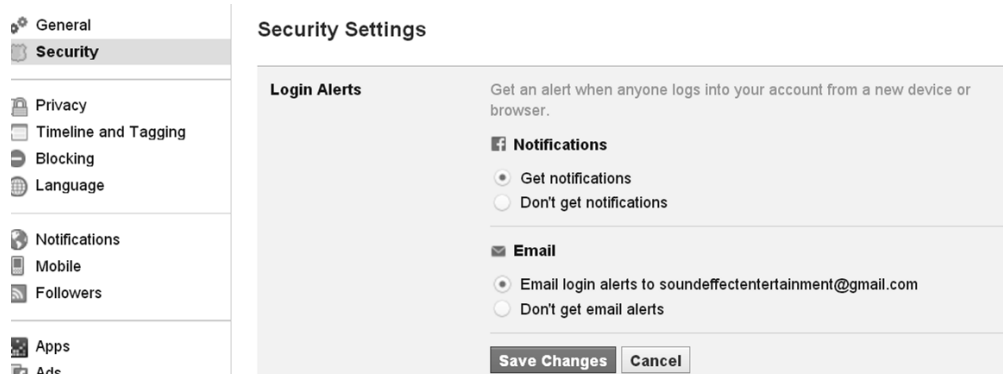 General
Security
Privacy
Timeline and Tagging
Blocking
Language
Notifications
Mobile
Followers
Apps
Ads
Security Settings
Login Alerts
Get an alert when anyone logs into your account from a new device or
browser.
Notifications
Get notifications
Don't get notifications
Email
Email login alerts to soundeffectentertainment@gmail.com
Don't get email alerts
Save Changes Cancel